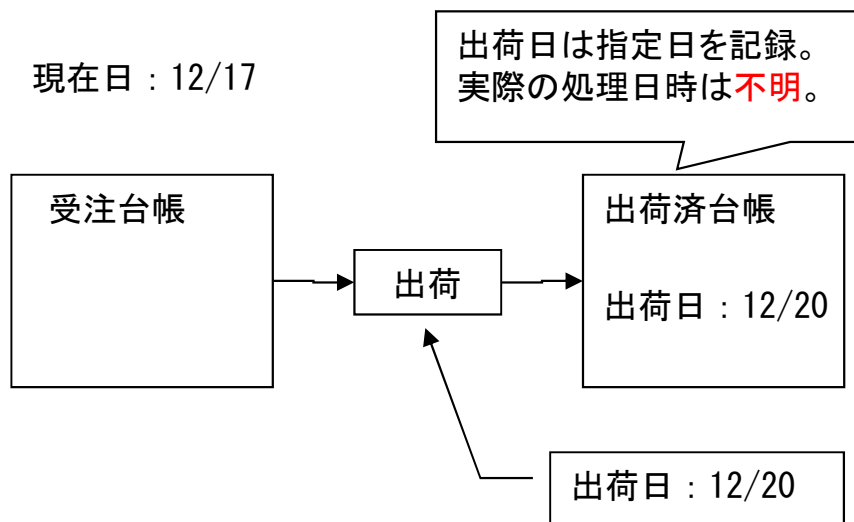 現在日：12/17
出荷日は指定日を記録。
実際の処理日時は不明。
受注台帳
出荷
出荷済台帳
出荷日：12/20
出荷日：12/20